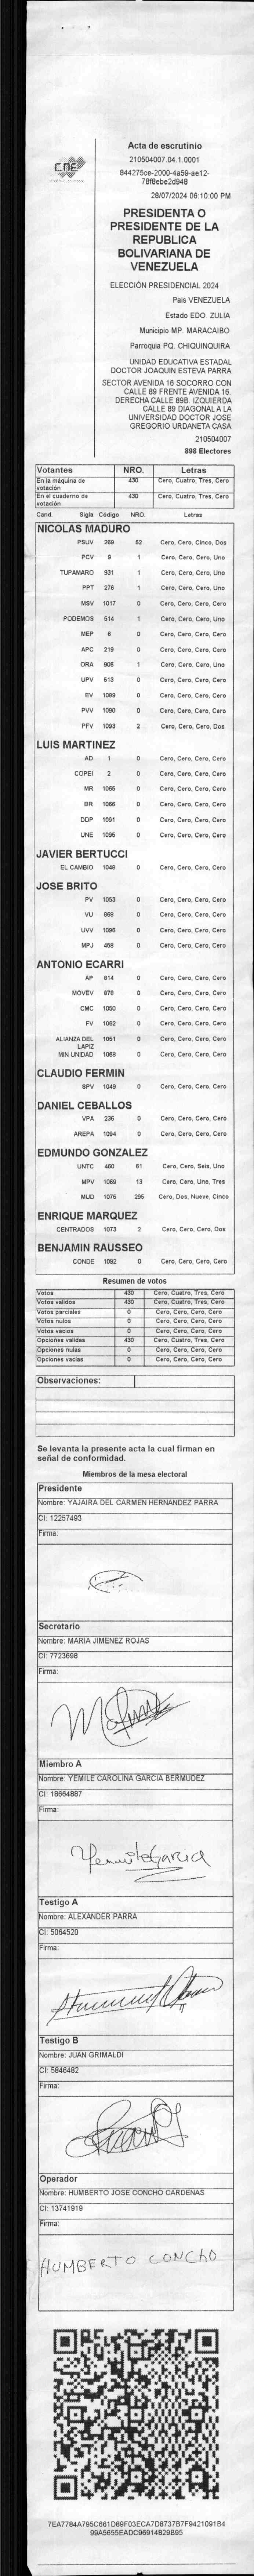 CNE
Acta de escrutinio
210504007.04.1.0001
844275ce-2000-4a59-ae12-
78f8ebe2d948
28/07/2024 06:10:00 PM
PRESIDENTA O
PRESIDENTE DE LA
REPUBLICA
BOLIVARIANA DE
VENEZUELA
ELECCIÓN PRESIDENCIAL 2024
Pais VENEZUELA
Estado EDO. ZULIA
Municipio MP. MARACAIBO
Parroquia PQ. CHIQUINQUIRA
UNIDAD EDUCATIVA ESTADAL
DOCTOR JOAQUIN ESTEVA PARRA
SECTOR AVENIDA 16 SOCORRO CON
CALLE 89 FRENTE AVENIDA 16.
DERECHA CALLE 89B. IZQUIERDA
CALLE 89 DIAGONAL A LA
UNIVERSIDAD DOCTOR JOSE
GREGORIO URDANETA CASA
210504007
898 Electores
Votantes NRO. Letras
En la máquina de votación 430 Cero, Cuatro, Tres, Cero
En el cuaderno de votación 430 Cero, Cuatro, Tres, Cero
Cand. Sigla Código NRO. Letras
NICOLAS MADURO
PSUV 269 52 Cero, Cero, Cinco, Dos
PCV 9 1 Cero, Cero, Cero, Uno
TUPAMARO 931 1 Cero, Cero, Cero, Uno
PPT 276 1 Cero, Cero, Cero, Uno
MSV 1017 0 Cero, Cero, Cero, Cero
PODEMOS 514 1 Cero, Cero, Cero, Uno
MEP 6 0 Cero, Cero, Cero, Cero
APC 219 0 Cero, Cero, Cero, Cero
ORA 906 1 Cero, Cero, Cero, Uno
UPV 513 0 Cero, Cero, Cero, Cero
EV 1089 0 Cero, Cero, Cero, Cero
PVV 1090 0 Cero, Cero, Cero, Cero
PFV 1093 2 Cero, Cero, Cero, Dos
LUIS MARTINEZ
AD 1 0 Cero, Cero, Cero, Cero
COPEI 2 0 Cero, Cero, Cero, Cero
MR 1065 0 Cero, Cero, Cero, Cero
BR 1066 0 Cero, Cero, Cero, Cero
DDP 1091 0 Cero, Cero, Cero, Cero
UNE 1095 0 Cero, Cero, Cero, Cero
JAVIER BERTUCCI
EL CAMBIO 1048 0 Cero, Cero, Cero, Cero
JOSE BRITO
PV 1053 0 Cero, Cero, Cero, Cero
VU 868 0 Cero, Cero, Cero, Cero
UVV 1096 0 Cero, Cero, Cero, Cero
MPJ 458 0 Cero, Cero, Cero, Cero
ANTONIO ECARRI
AP 814 0 Cero, Cero, Cero, Cero
MOVEV 878 0 Cero, Cero, Cero, Cero
CMC 1050 0 Cero, Cero, Cero, Cero
FV 1062 0 Cero, Cero, Cero, Cero
ALIANZA DEL LAPIZ 1051 0 Cero, Cero, Cero, Cero
MIN UNIDAD 1069 0 Cero, Cero, Cero, Cero
CLAUDIO FERMIN
SPV 1049 0 Cero, Cero, Cero, Cero
DANIEL CEBALLOS
VPA 236 0 Cero, Cero, Cero, Cero
AREPA 1094 0 Cero, Cero, Cero, Cero
EDMUNDO GONZALEZ
UNTC 460 61 Cero, Cero, Seis, Uno
MPV 1069 13 Cero, Cero, Uno, Tres
MUD 1075 295 Cero, Dos, Nueve, Cinco
ENRIQUE MARQUEZ
CENTRADOS 1073 2 Cero, Cero, Cero, Dos
BENJAMIN RAUSSEO
CONDE 1092 0 Cero, Cero, Cero, Cero
Resumen de votos
Votos 430 Cero, Cuatro, Tres, Cero
Votos validos 430 Cero, Cuatro, Tres, Cero
Votos parciales 0 Cero, Cero, Cero, Cero
Votos nulos 0 Cero, Cero, Cero, Cero
Votos vacios 0 Cero, Cero, Cero, Cero
Opciones validas 430 Cero, Cuatro, Tres, Cero
Opciones nulas 0 Cero, Cero, Cero, Cero
Opciones vacias 0 Cero, Cero, Cero, Cero
Observaciones:
Se levanta la presente acta la cual firman en
señal de conformidad.
Miembros de la mesa electoral
Presidente
Nombre: YAJAIRA DEL CARMEN HERNANDEZ PARRA
CI: 12257493
Firma:
Secretario
Nombre: MARIA JIMENEZ ROJAS
CI: 7723698
Firma:
Miembro A
Nombre: YEMILE CAROLINA GARCIA BERMUDEZ
CI: 18664887
Firma:
Yemile Garcia
Testigo A
Nombre: ALEXANDER PARRA
CI: 5064520
Firma:
Testigo B
Nombre: JUAN GRIMALDI
CI: 5846482
Firma:
Operador
Nombre: HUMBERTO JOSE CONCHO CARDENAS
CI: 13741919
Firma:
HUMBERTO CONCHO
7EA7784A795C661D89F03ECA7D8737B7F9421091B4
99A5655EADC96914829B95